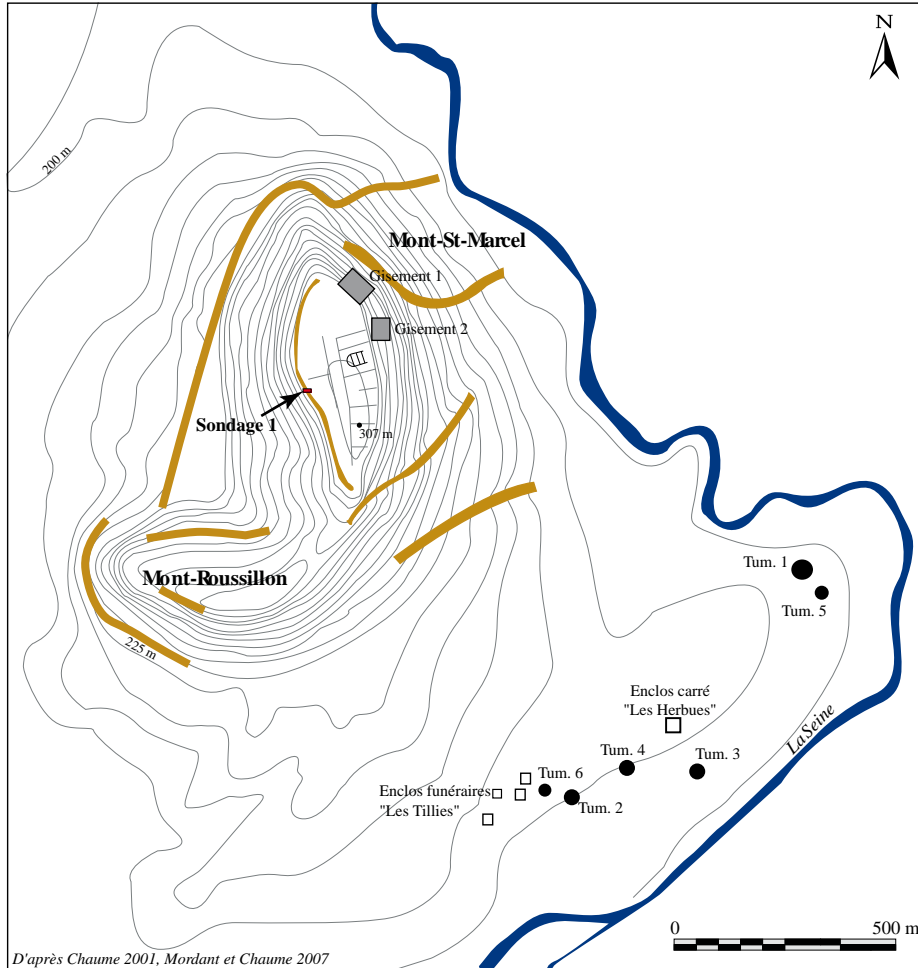 N
200 m
Mont-St-Marcel
Gisement 1
Gisement 2
Sondage 1
307 m
Mont-Roussillon
225 m
Tum. 1
Tum. 5
Enclos carré
"Les Herbues"
La Seine
Tum. 4
Tum. 3
Tum. 6
Enclos funéraires
"Les Tillies"
Tum. 2
0
500 m
D'après Chaume 2001, Mordant et Chaume 2007